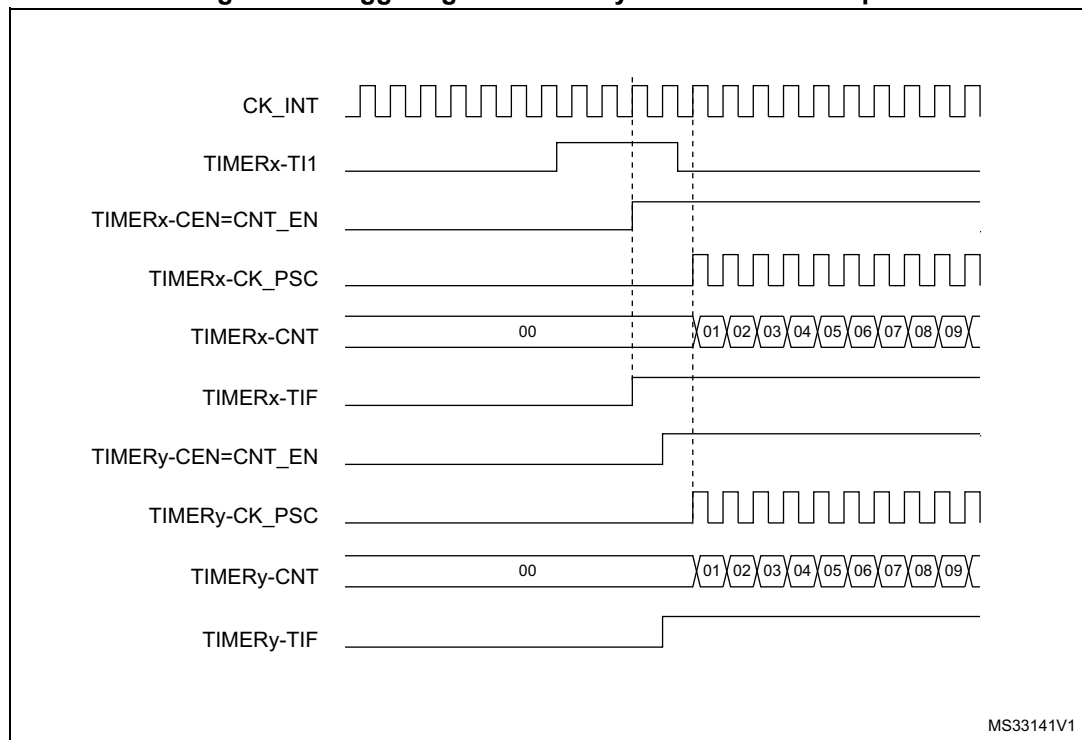 CK_INT
TIMERx-TI1
TIMERx-CEN=CNT_EN
TIMERx-CK_PSC
TIMERx-CNT 00 01 02 03 04 05 06 07 08 09
TIMERx-TIF
TIMERy-CEN=CNT_EN
TIMERy-CK_PSC
TIMERy-CNT 00 01 02 03 04 05 06 07 08 09
TIMERy-TIF
MS33141V1